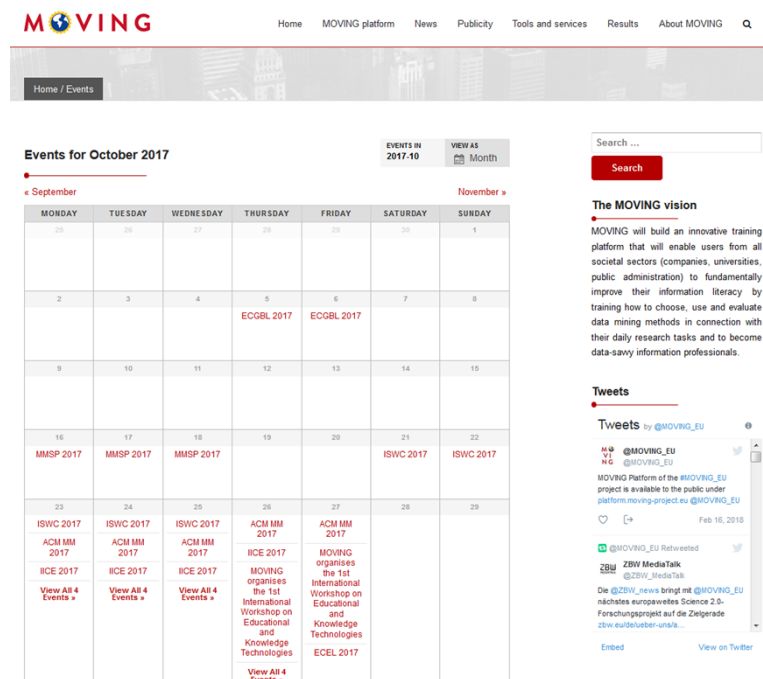 MOVING
Home MOVING platform News Publicity Tools and services Results About MOVING
Home / Events
Events for October 2017
EVENTS IN
2017-10
VIEW AS
Month
« September
November »
MONDAY TUESDAY WEDNESDAY THURSDAY FRIDAY SATURDAY SUNDAY
25 26 27 28 29 30 1
2 3 4 5 6 7 8
ECGBL 2017 ECGBL 2017
9 10 11 12 13 14 15
16 17 18 19 20 21 22
MMSP 2017 MMSP 2017 MMSP 2017 ISWC 2017 ISWC 2017
23 24 25 26 27 28 29
ISWC 2017
ACM MM
2017
IICE 2017
View All 4
Events »
ISWC 2017
ACM MM
2017
IICE 2017
View All 4
Events »
ISWC 2017
ACM MM
2017
IICE 2017
View All 4
Events »
ACM MM
2017
IICE 2017
MOVING
organises
the 1st
International
Workshop on
Educational
and
Knowledge
Technologies
View All 4
Events »
ACM MM
2017
MOVING
organises
the 1st
International
Workshop on
Educational
and
Knowledge
Technologies
ECEL 2017
Search ...
Search
The MOVING vision
MOVING will build an innovative training
platform that will enable users from all
societal sectors (companies, universities,
public administration) to fundamentally
improve their information literacy by
training how to choose, use and evaluate
data mining methods in connection with
their daily research tasks and to become
data-savvy information professionals.
Tweets
Tweets by @MOVING_EU
MOVING
@MOVING_EU
@MOVING_EU
MOVING Platform of the #MOVING_EU
project is available to the public under
platform.moving-project.eu @MOVING_EU
Feb 16, 2018
@MOVING_EU Retweeted
ZBW
ZBW MediaTalk
@ZBW_MediaTalk
Die @ZBW_news bringt mit @MOVING_EU
nächstes europaweites Science 2.0-
Forschungsprojekt auf die Zielgerade
zbw.eu/de/ueber-uns/a...
Embed
View on Twitter